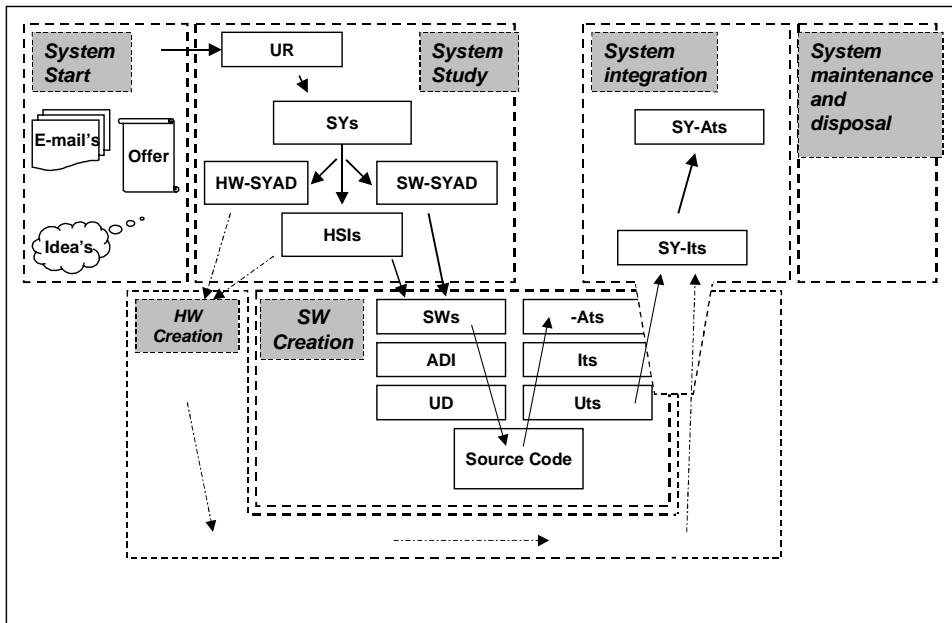 System
Start
E-mail's
Offer
Idea's
UR
System
Study
SYs
HW-SYAD
SW-SYAD
HSIs
System
integration
SY-Ats
SY-Its
System
maintenance
and
disposal
HW
Creation
SW
Creation
SWs
-Ats
ADI
Its
UD
Uts
Source Code